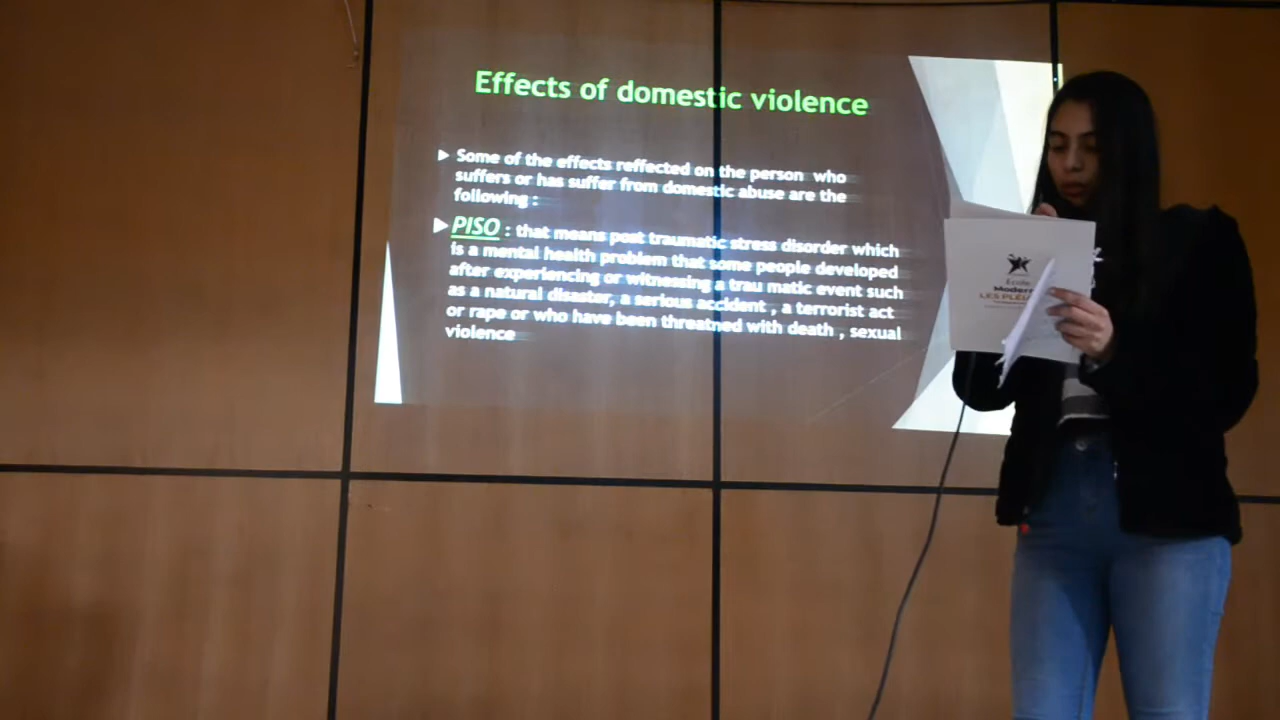 Effects of domestic violence
▶ Some of the effects reffected on the person who
suffers or has suffer from domestic abuse are the
following :
▶ PISO : that means post traumatic stress disorder which
is a mental health problem that some people developed
after experiencing or witnessing a trau matic event such
as a natural disaster, a serious accident , a terrorist act
or rape or who have been threatned with death , sexual
violence
École
LES